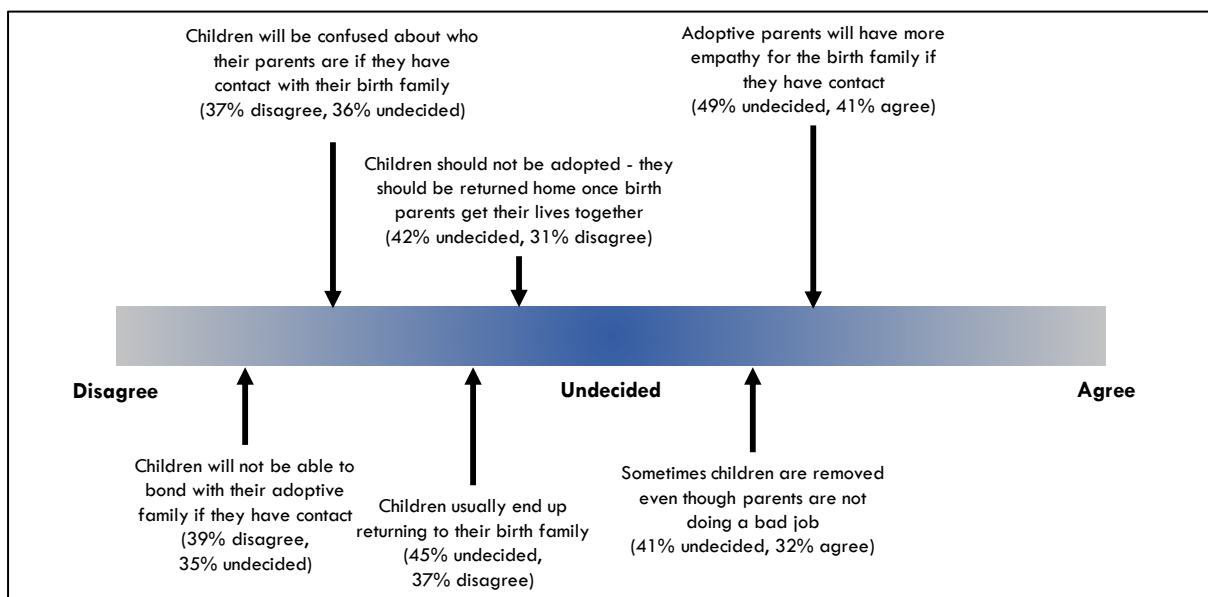 Children will be confused about who
their parents are if they have
contact with their birth family
(37% disagree, 36% undecided)
Adoptive parents will have more
empathy for the birth family if
they have contact
(49% undecided, 41% agree)
Children should not be adopted - they
should be returned home once birth
parents get their lives together
(42% undecided, 31% disagree)
Disagree
Undecided
Agree
Children will not be able to
bond with their adoptive
family if they have contact
(39% disagree,
35% undecided)
Children usually end up
returning to their birth family
(45% undecided,
37% disagree)
Sometimes children are removed
even though parents are not
doing a bad job
(41% undecided, 32% agree)